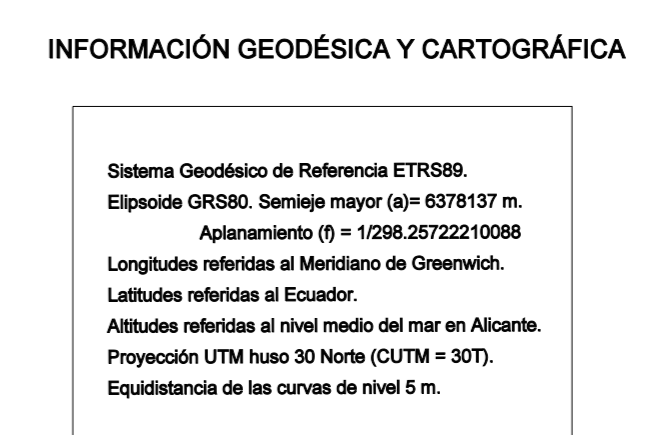 INFORMACIÓN GEODÉSICA Y CARTOGRÁFICA
Sistema Geodésico de Referencia ETRS89.
Elipsoide GRS80. Semieje mayor (a)= 6378137 m.
Aplanamiento (f) = 1/298.25722210088
Longitudes referidas al Meridiano de Greenwich.
Latitudes referidas al Ecuador.
Altitudes referidas al nivel medio del mar en Alicante.
Proyección UTM huso 30 Norte (CUTM = 30T).
Equidistancia de las curvas de nivel 5 m.